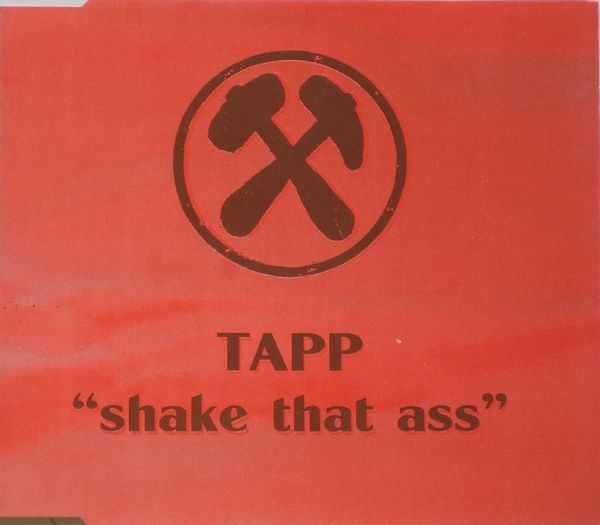 TAPP
“shake that ass”